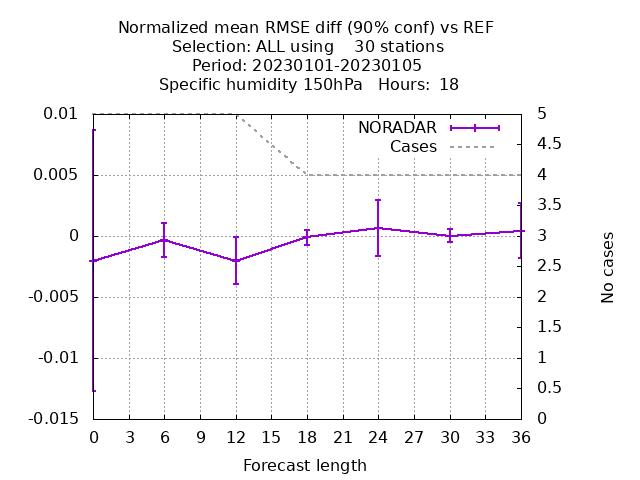 Normalized mean RMSE diff (90% conf) vs REF
Selection: ALL using    30 stations
Period: 20230101-20230105
Specific humidity 150hPa   Hours:  18
NORADAR
Cases
0.01
0.005
0
-0.005
-0.01
-0.015
5
4.5
4
3.5
3
2.5
2
1.5
1
0.5
0
No cases
0 3 6 9 12 15 18 21 24 27 30 33 36
Forecast length